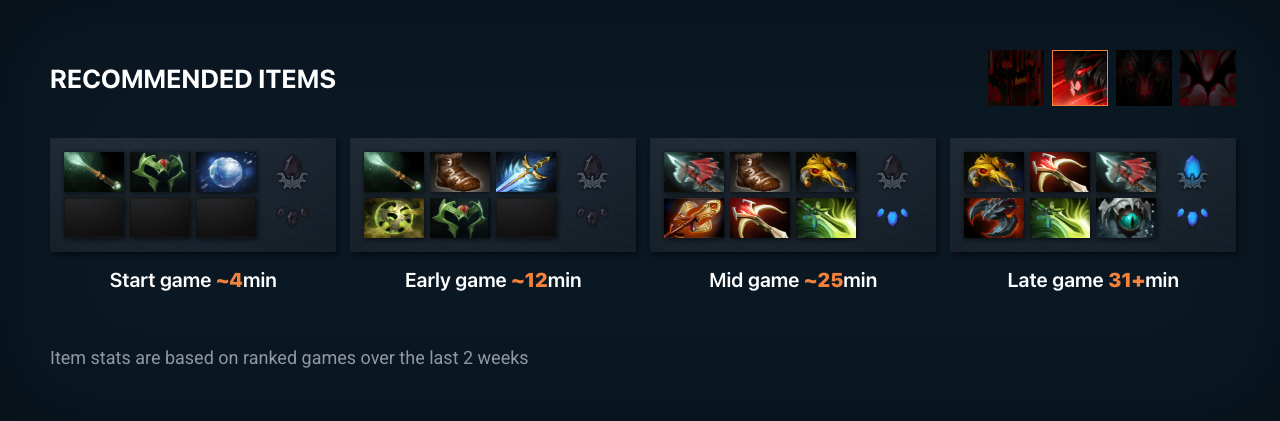 RECOMMENDED ITEMS
Start game ~4min
Early game ~12min
Mid game ~25min
Late game 31+min
Item stats are based on ranked games over the last 2 weeks